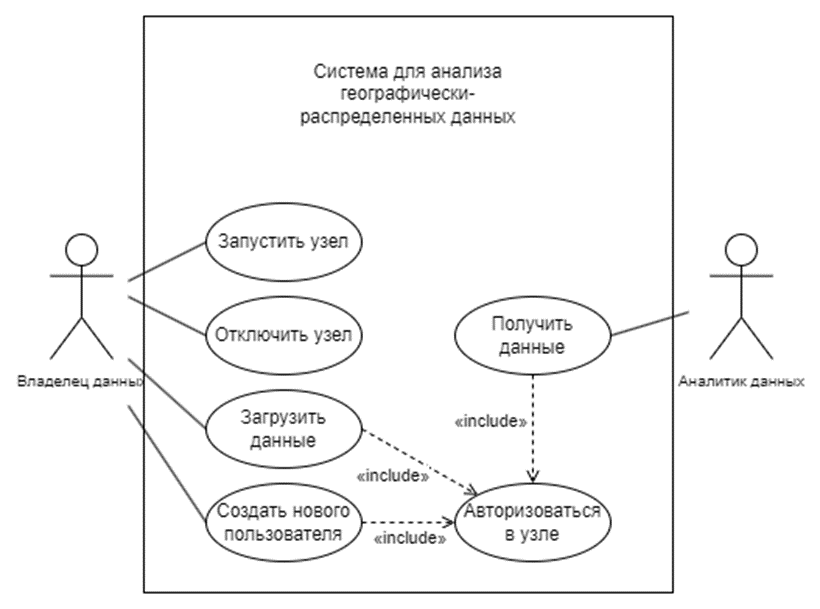 Система для анализа
географически-
распределенных данных
Запустить узел
Отключить узел
Получить
данные
Владелец данных
Аналитик данных
Загрузить
данные
«include»
«include»
Создать нового
пользователя
«include»
Авторизоваться
в узле